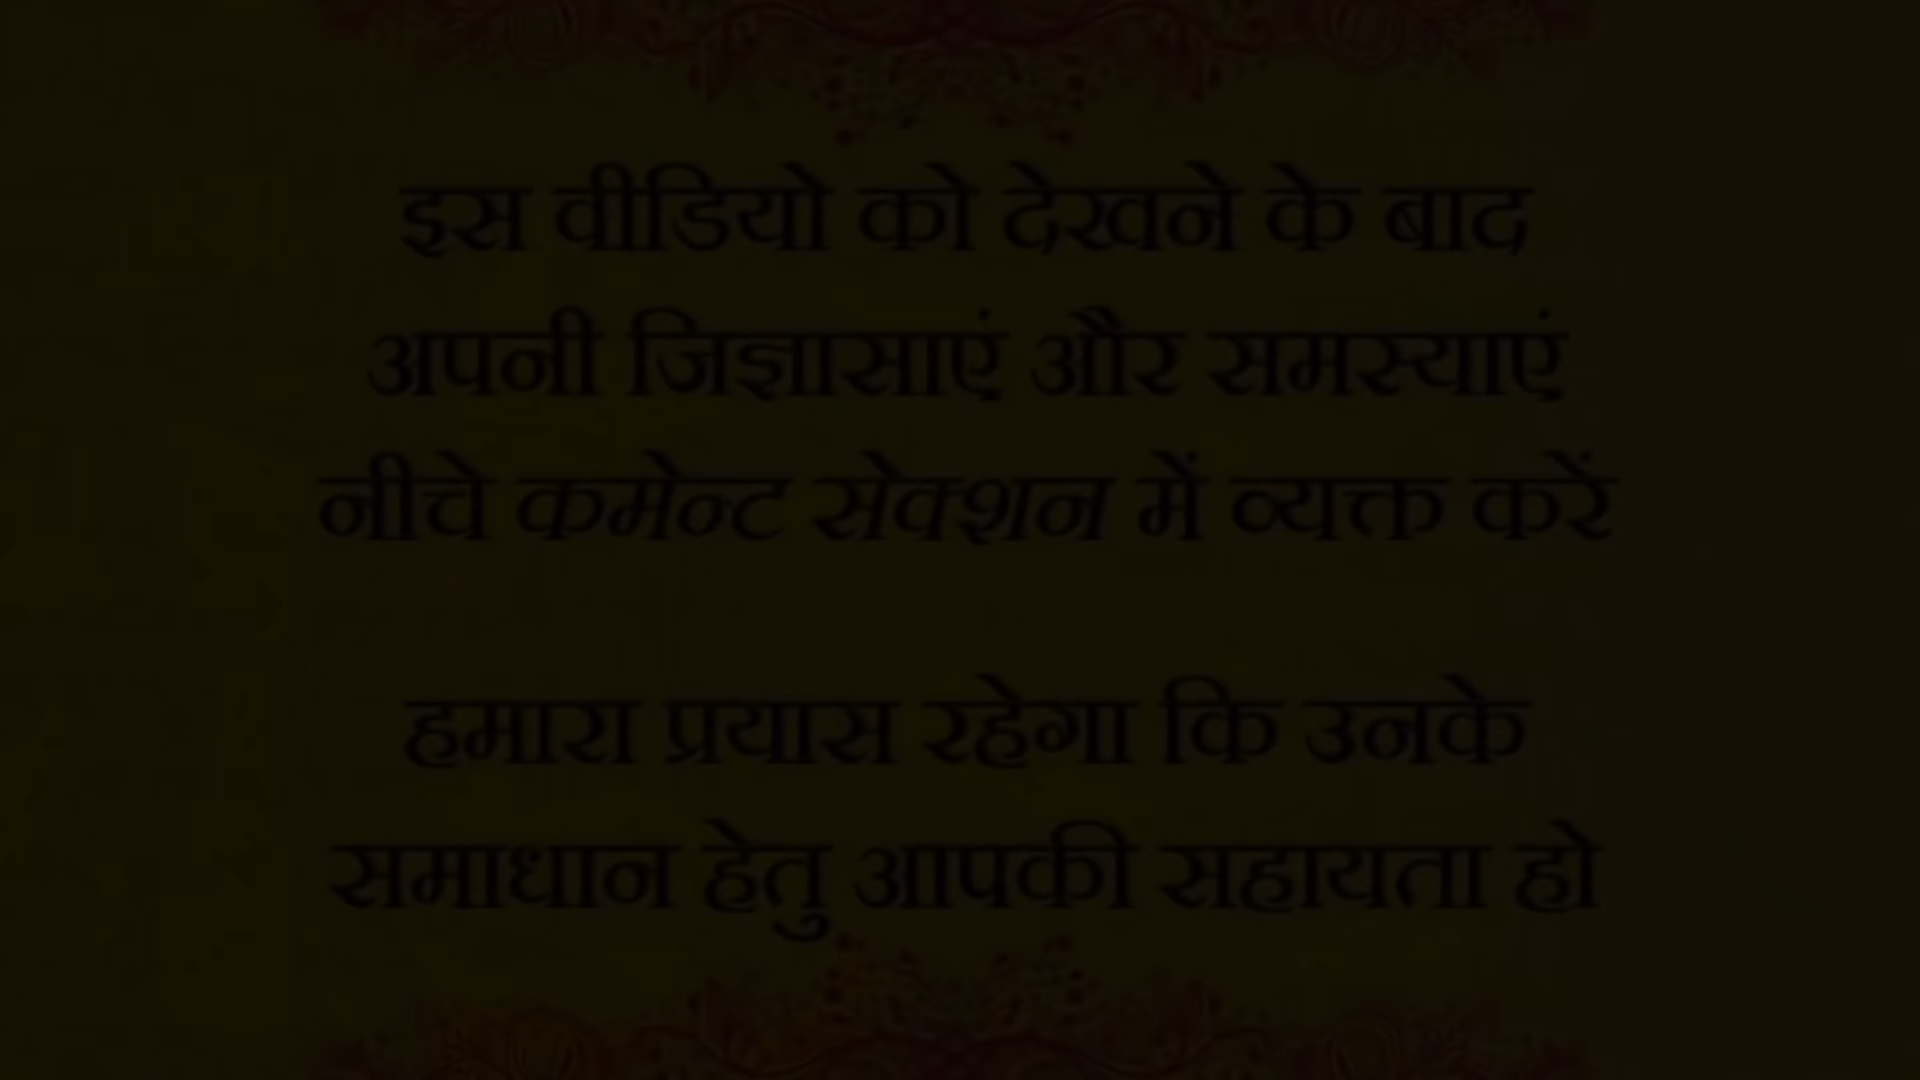 इस वीडियो को देखने के बाद
अपनी जिज्ञासाएं और समस्याएं
नीचे कमेन्ट सेक्शन में व्यक्त करें
हमारा प्रयास रहेगा कि उनके
समाधान हेतु आपकी सहायता हो